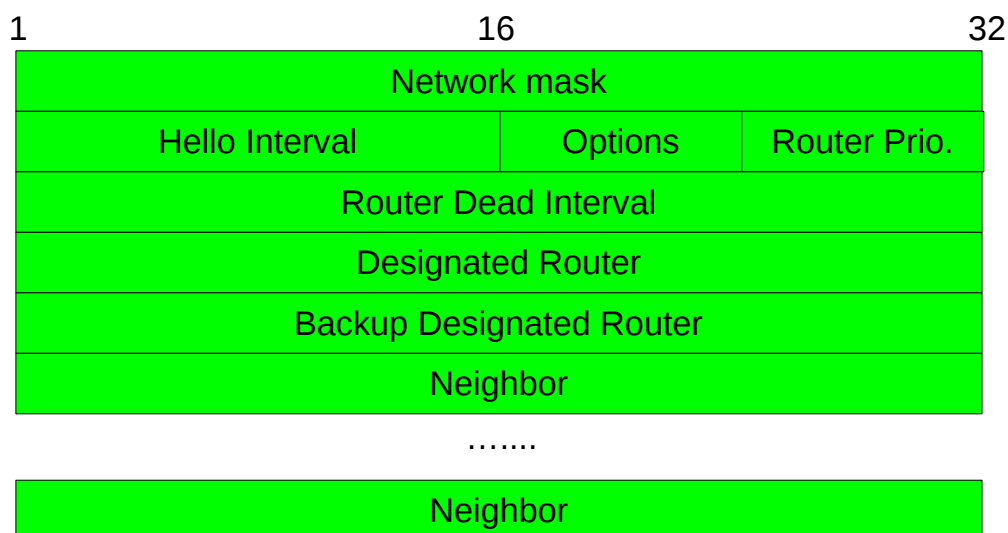 1 16 32
Network mask
Hello Interval Options Router Prio.
Router Dead Interval
Designated Router
Backup Designated Router
Neighbor
…....
Neighbor